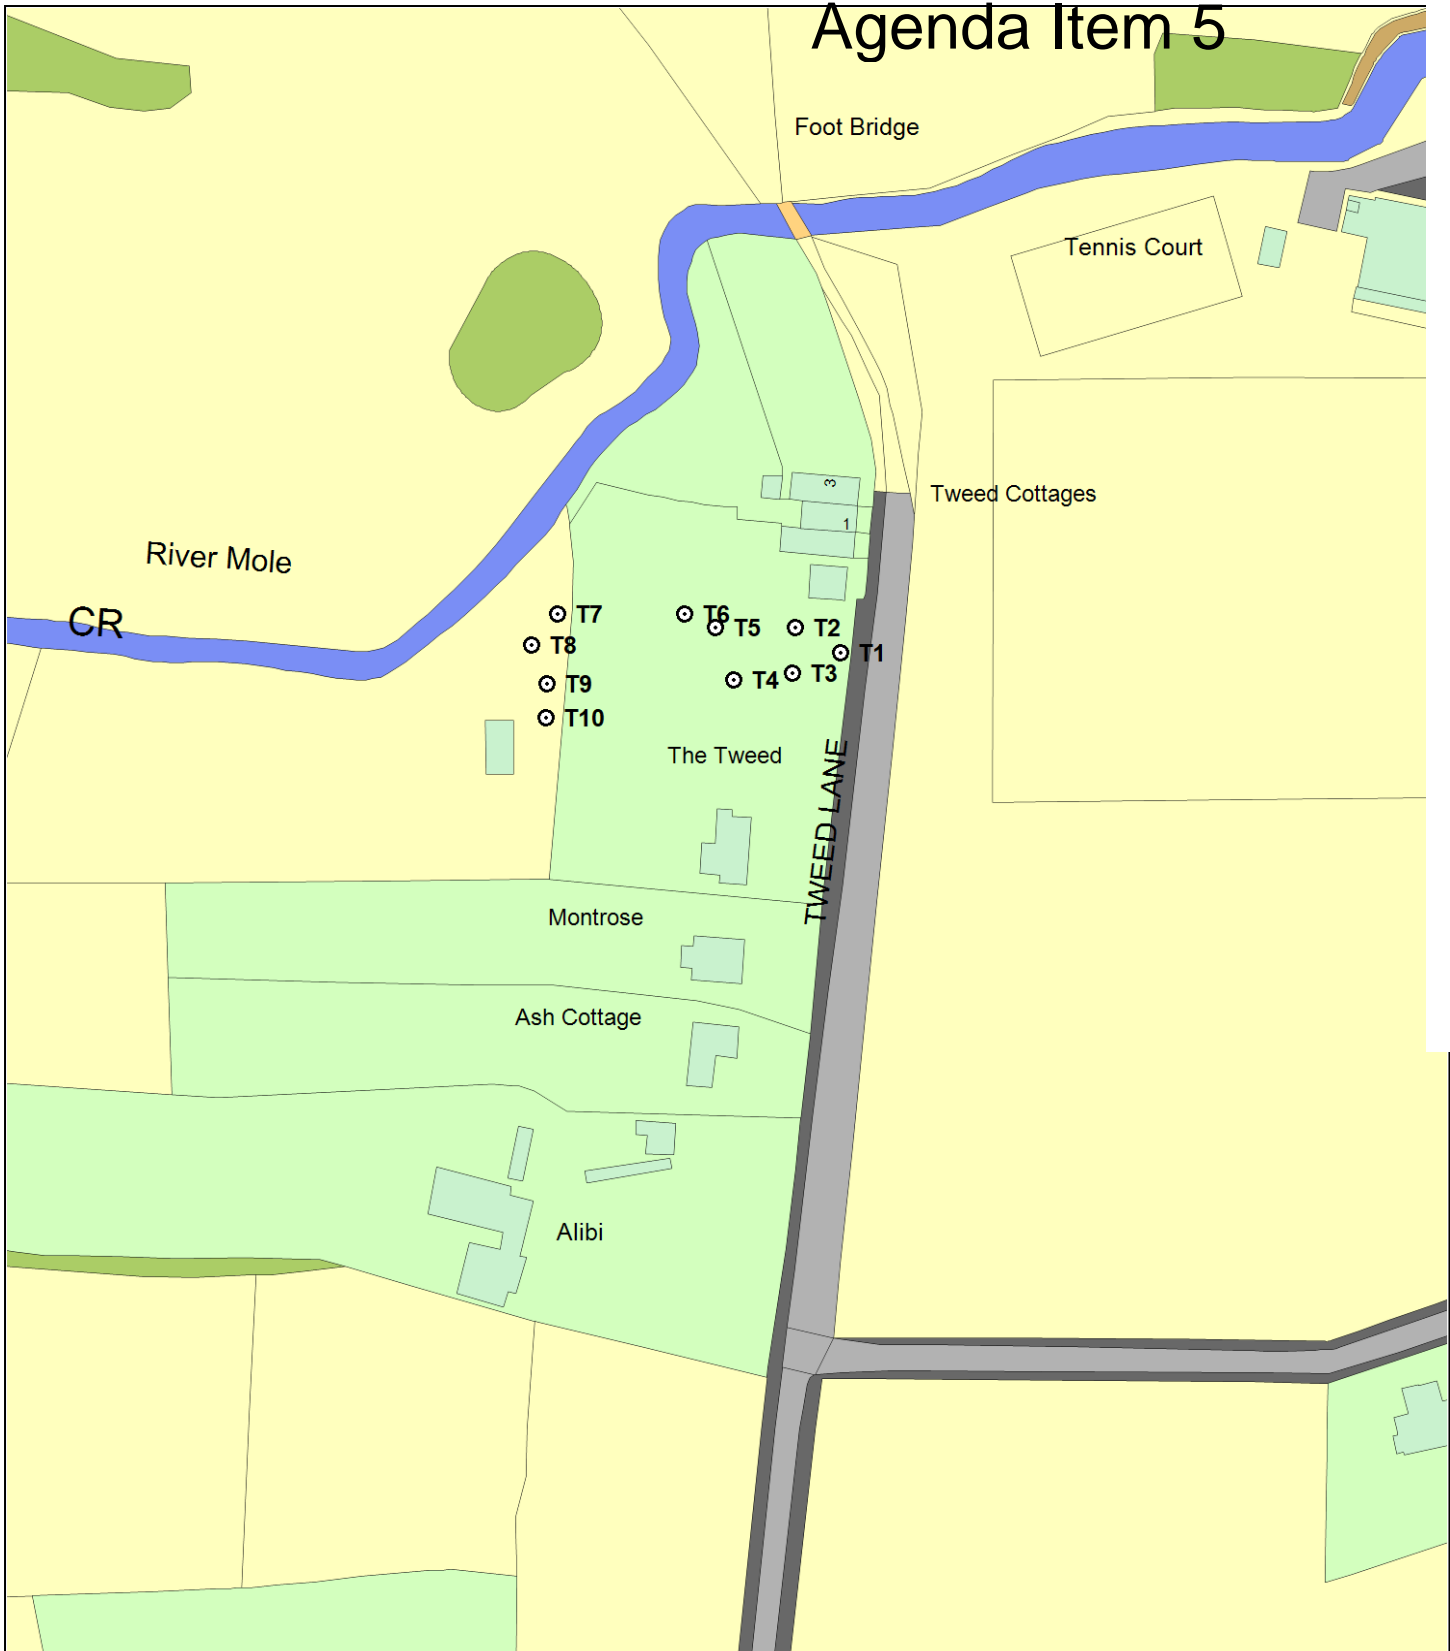 Agenda Item 5
Foot Bridge
Tennis Court
3
Tweed Cottages
1
River Mole
CR
T7
T6
T5
T2
T8
T1
T3
T4
T9
T10
The Tweed
TWEED LANE
Montrose
Ash Cottage
Alibi